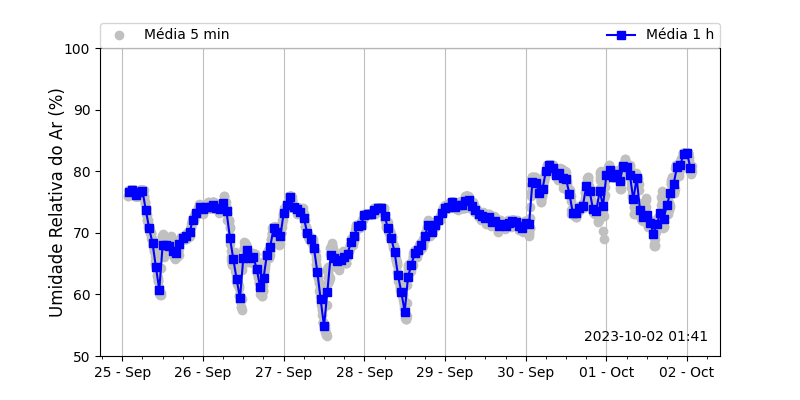 Média 5 min
Média 1 h
100
90
80
70
60
50
Umidade Relativa do Ar (%)
2023-10-02 01:41
25 - Sep
26 - Sep
27 - Sep
28 - Sep
29 - Sep
30 - Sep
01 - Oct
02 - Oct